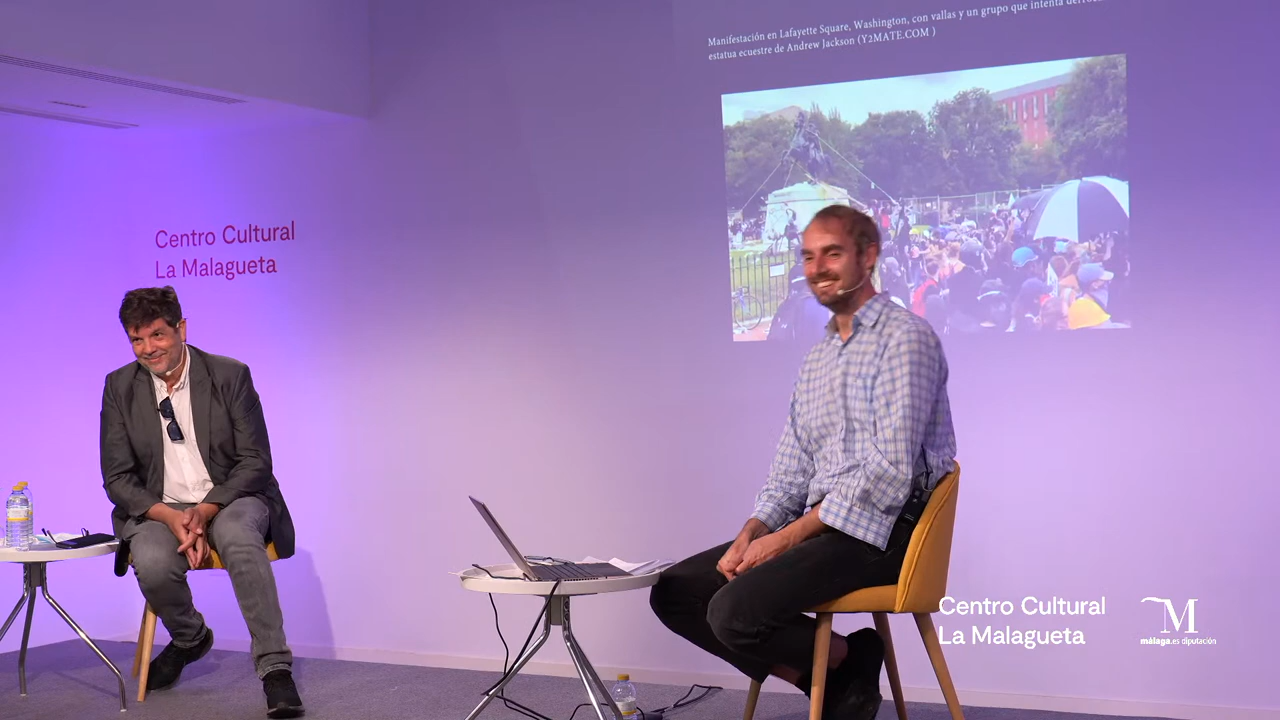 Manifestación en Lafayette Square, Washington, con vallas y un grupo que intenta
estatua ecuestre de Andrew Jackson (Y2MATE.COM )
Centro Cultural
La Malagueta
Centro Cultural
La Malagueta
M
málaga.es diputación